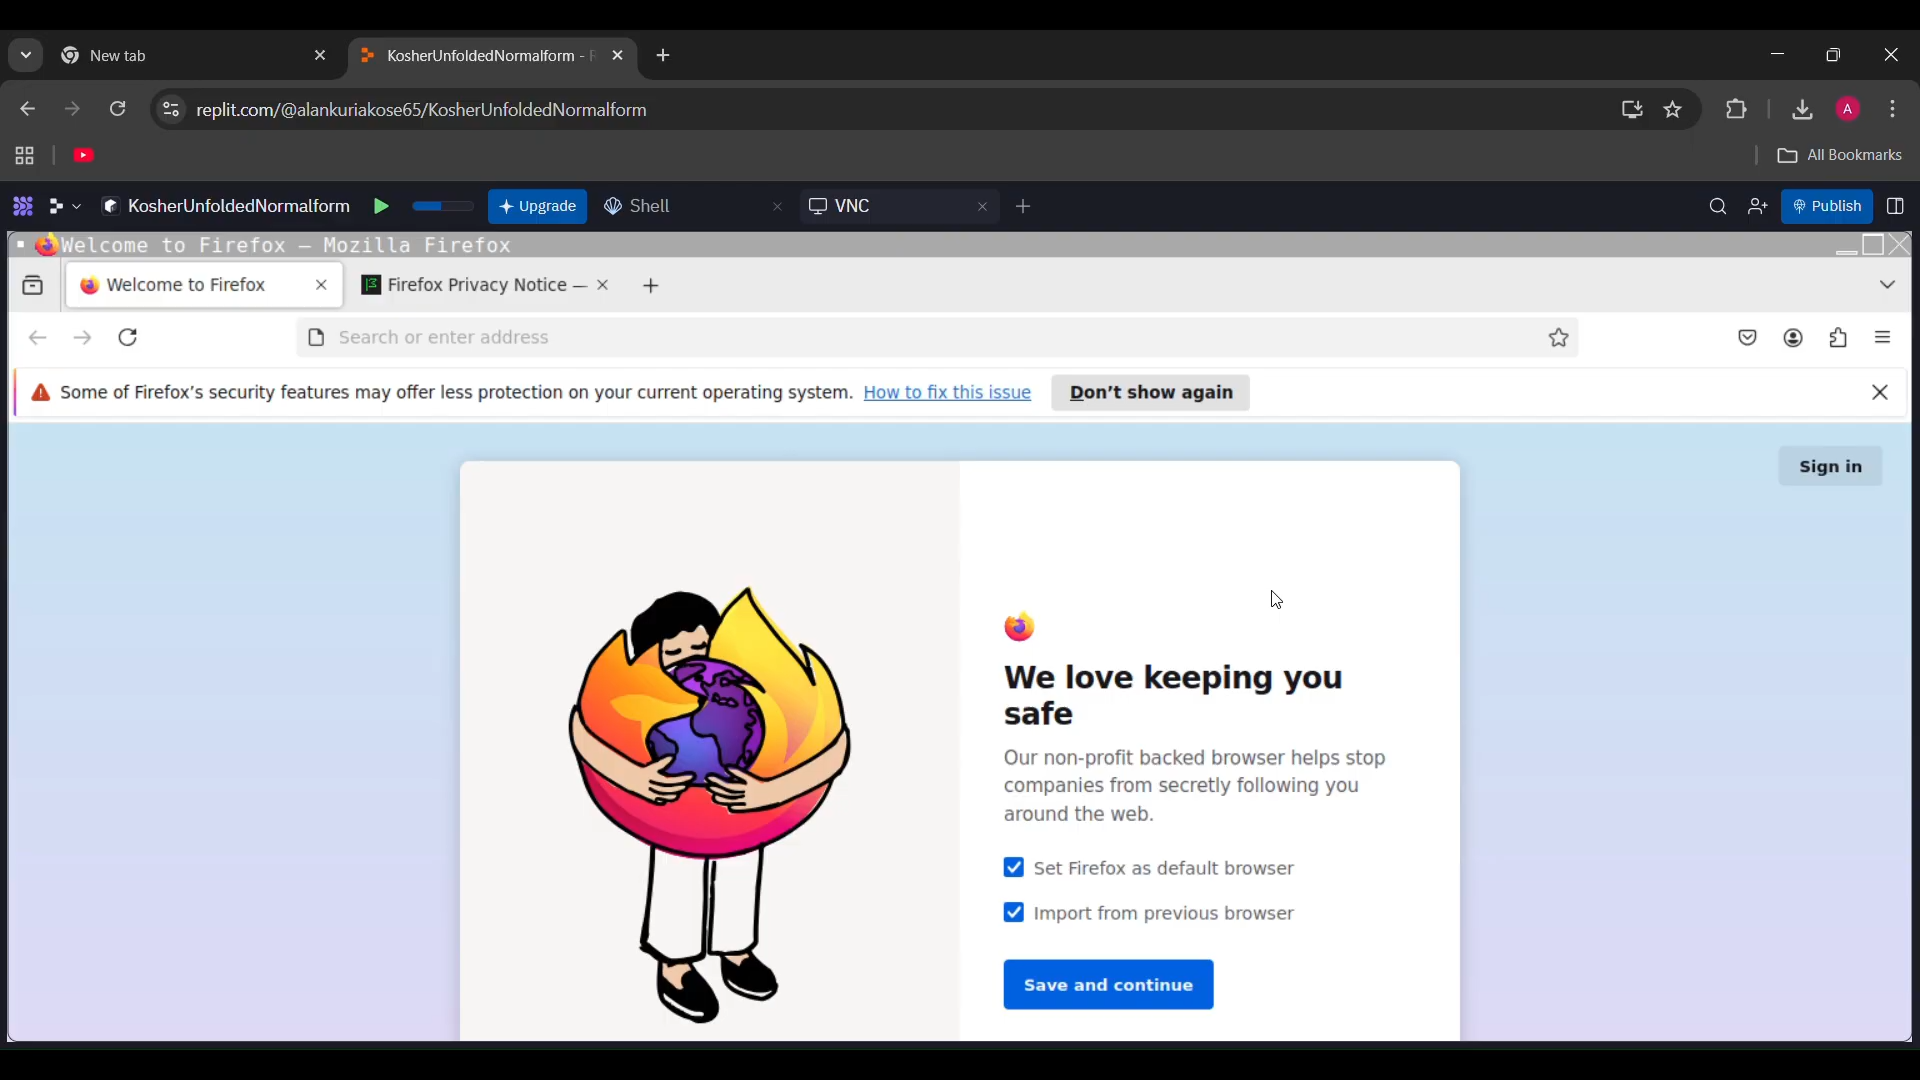 New tab
KosherUnfoldedNormalform -
replit.com/@alankuriakose65/KosherUnfoldedNormalform
A
All Bookmarks
KosherUnfoldedNormalform
Upgrade
Shell
VNC
Publish
Welcome to Firefox — Mozilla Firefox
Welcome to Firefox
Firefox Privacy Notice —
Search or enter address
Some of Firefox’s security features may offer less protection on your current operating system. How to fix this issue Don’t show again
Sign in
We love keeping you
safe
Our non-profit backed browser helps stop
companies from secretly following you
around the web.
Set Firefox as default browser
Import from previous browser
Save and continue